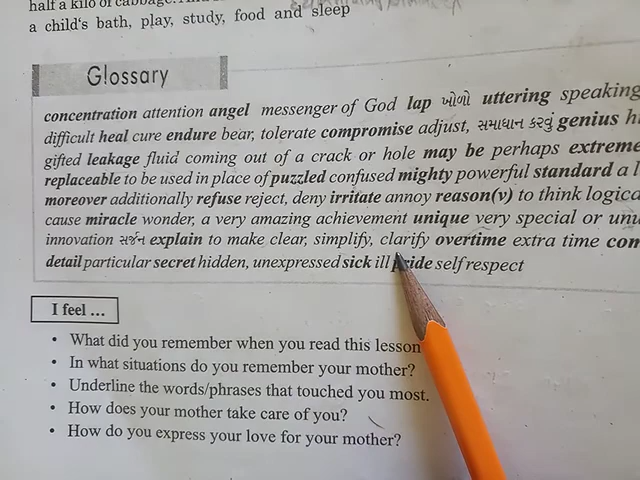 half a kilo of cabbage.
a child's bath, play, study, food and sleep
Glossary
concentration attention angel messenger of God lap ખોળો uttering speaking
difficult heal cure endure bear, tolerate compromise adjust, સમાધાન કરવું genius
gifted leakage fluid coming out of a crack or hole may be perhaps extreme
replaceable to be used in place of puzzled confused mighty powerful standard a
moreover additionally refuse reject, deny irritate annoy reason(v) to think
cause miracle wonder, a very amazing achievement unique very special or
innovation સર્જન explain to make clear, simplify, clarify overtime extra time
detail particular secret hidden, unexpressed sick ill pride self respect
I feel ...
• What did you remember when you read this lesson
• In what situations do you remember your mother?
• Underline the words/phrases that touched you most.
• How does your mother take care of you?
• How do you express your love for your mother?